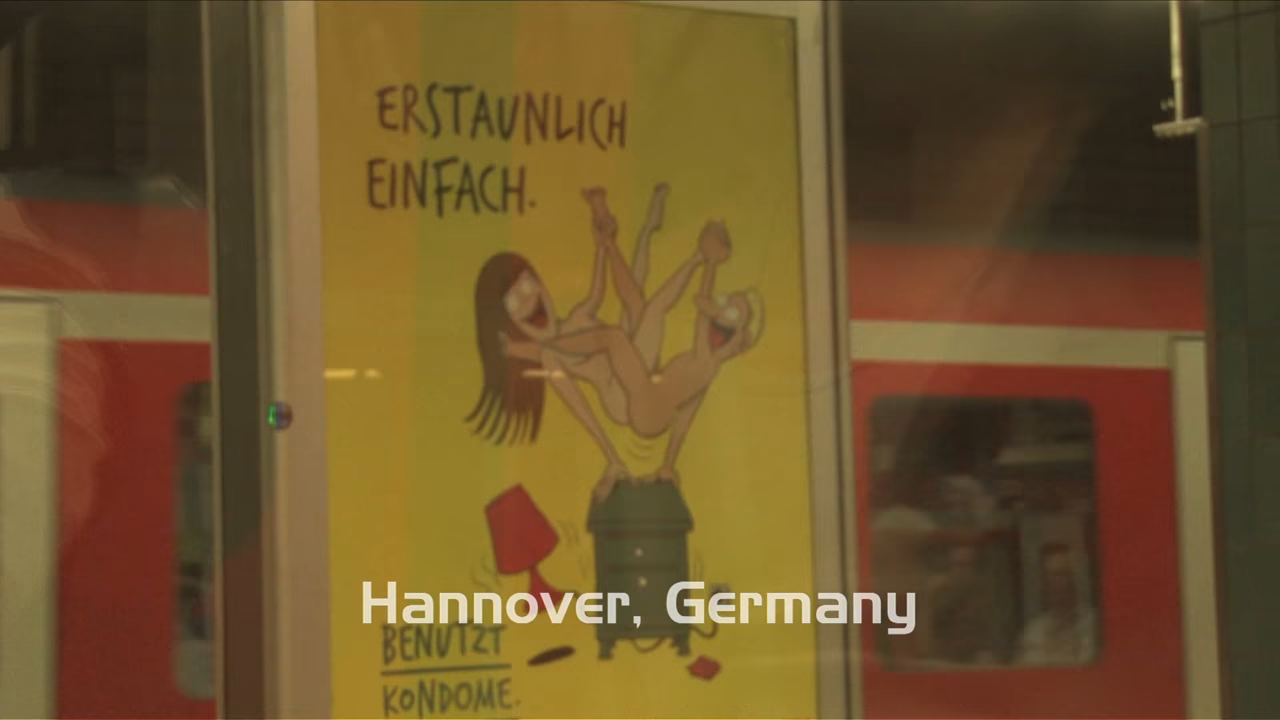 ERSTAUNLICH
EINFACH.
Hannover, Germany
BENUTZT
KONDOME.